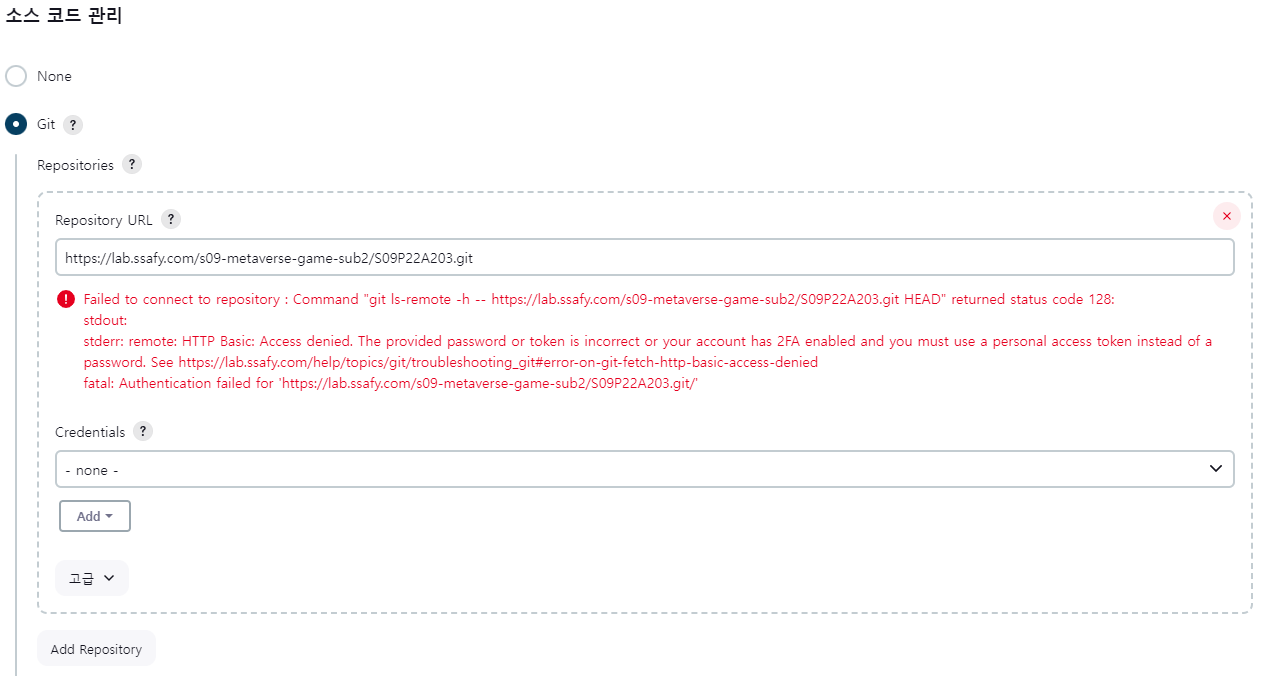 소스 코드 관리
None
Git ?
Repositories ?
Repository URL ?
https://lab.ssafy.com/s09-metaverse-game-sub2/S09P22A203.git
Failed to connect to repository : Command "git ls-remote -h -- https://lab.ssafy.com/s09-metaverse-game-sub2/S09P22A203.git HEAD" returned status code 128:
stdout:
stderr: remote: HTTP Basic: Access denied. The provided password or token is incorrect or your account has 2FA enabled and you must use a personal access token instead of a
password. See https://lab.ssafy.com/help/topics/git/troubleshooting_git#error-on-git-fetch-http-basic-access-denied
fatal: Authentication failed for 'https://lab.ssafy.com/s09-metaverse-game-sub2/S09P22A203.git/'
Credentials ?
- none -
Add
고급
Add Repository